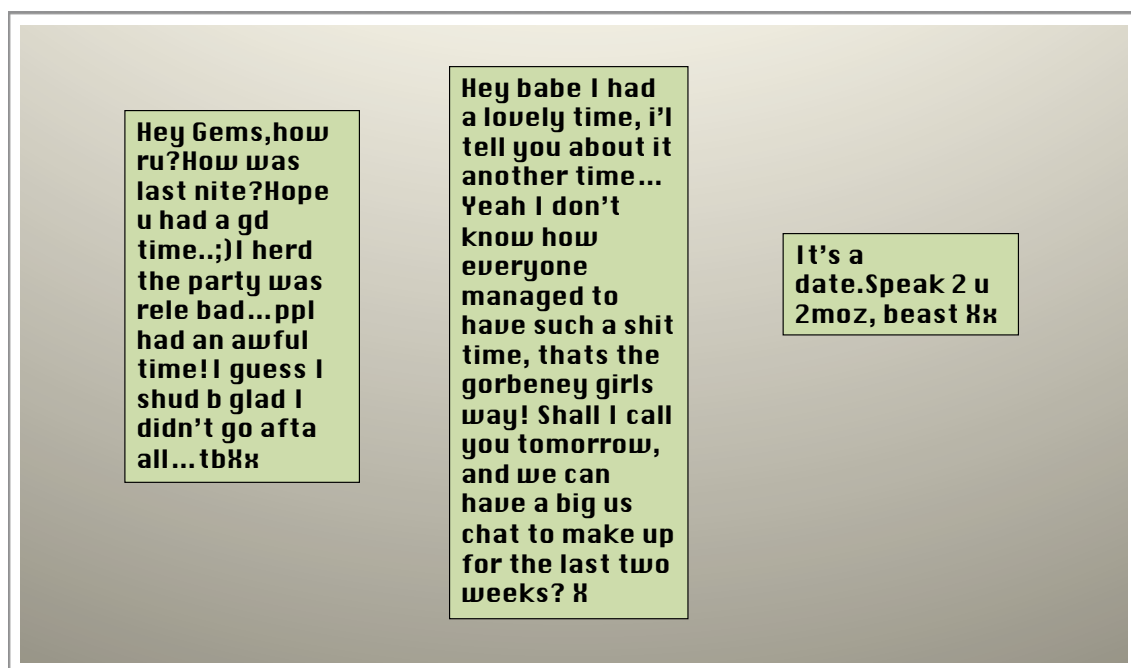 Hey Gems,how
ru?How was
last nite?Hope
u had a gd
time..;)I herd
the party was
rele bad...ppl
had an awful
time!I guess I
shud b glad I
didn't go afta
all...tbXx
Hey babe I had
a lovely time, i'l
tell you about it
another time...
Yeah I don't
know how
everyone
managed to
have such a shit
time, thats the
gorbeney girls
way! Shall I call
you tomorrow,
and we can
have a big us
chat to make up
for the last two
weeks? X
It's a
date.Speak 2 u
2moz, beast Xx